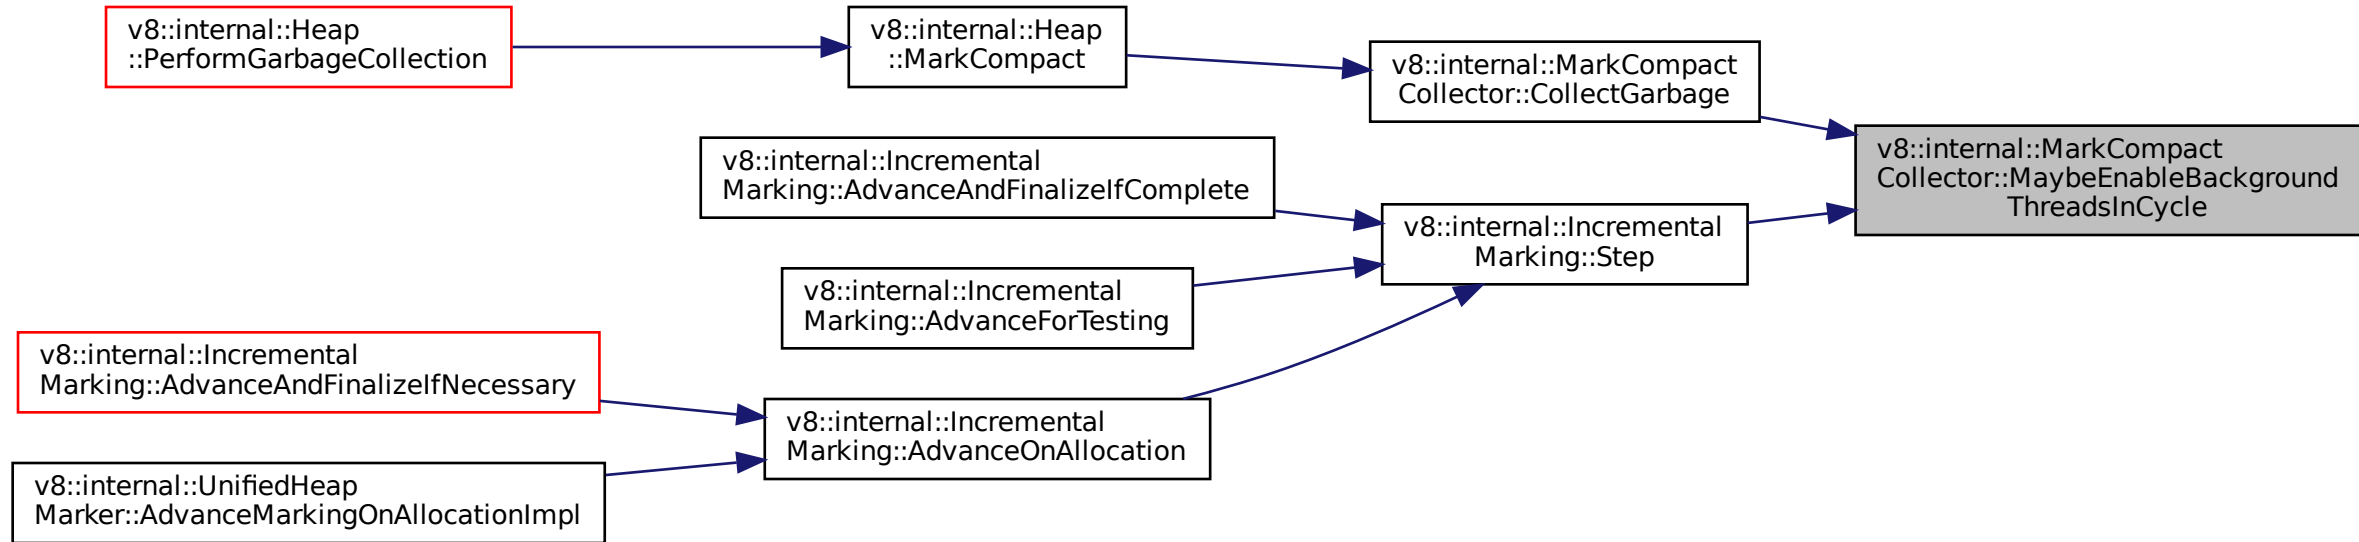 v8::internal::Heap
::PerformGarbageCollection
v8::internal::Heap
::MarkCompact
v8::internal::MarkCompact
Collector::CollectGarbage
v8::internal::MarkCompact
Collector::MaybeEnableBackground
ThreadsInCycle
v8::internal::Incremental
Marking::AdvanceAndFinalizeIfComplete
v8::internal::Incremental
Marking::Step
v8::internal::Incremental
Marking::AdvanceForTesting
v8::internal::Incremental
Marking::AdvanceAndFinalizeIfNecessary
v8::internal::Incremental
Marking::AdvanceOnAllocation
v8::internal::UnifiedHeap
Marker::AdvanceMarkingOnAllocationImpl